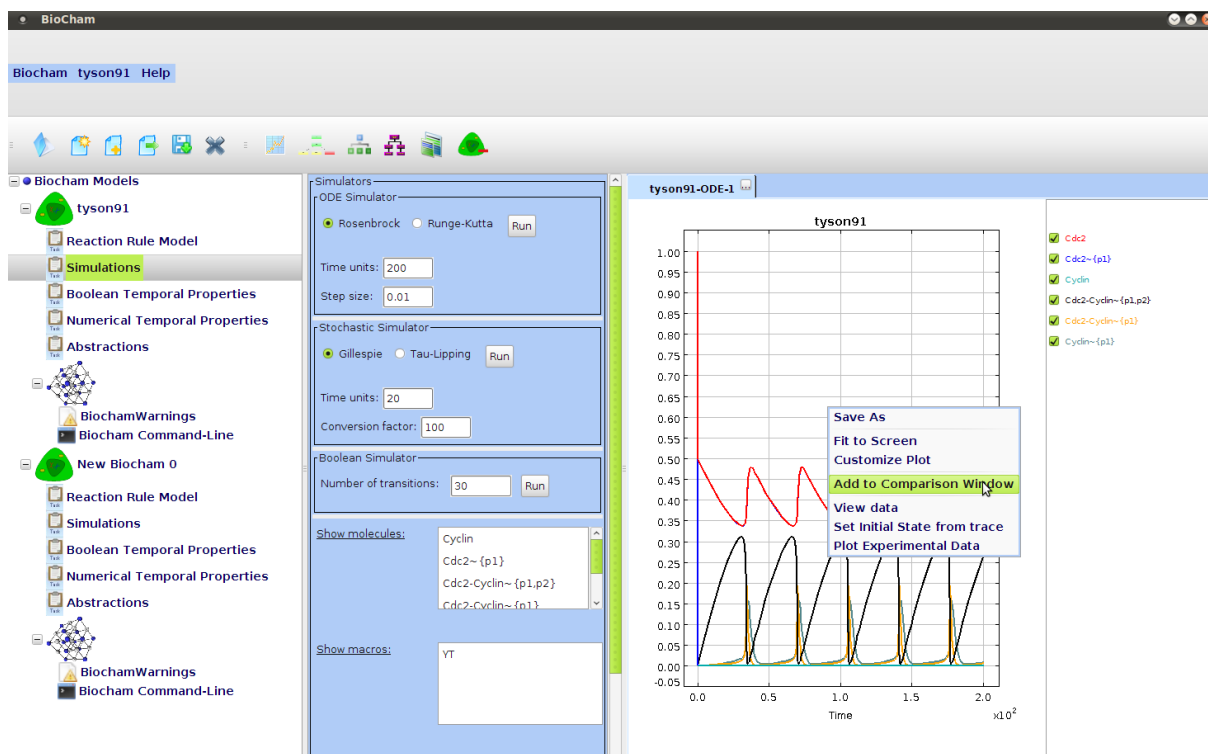 BioCham
Biocham tyson91 Help
Biocham Models
tyson91
Reaction Rule Model
Simulations
Boolean Temporal Properties
Numerical Temporal Properties
Abstractions
BiochamWarnings
Biocham Command-Line
New Biocham 0
Reaction Rule Model
Simulations
Boolean Temporal Properties
Numerical Temporal Properties
Abstractions
BiochamWarnings
Biocham Command-Line
Simulators
ODE Simulator
Rosenbrock Runge-Kutta Run
Time units: 200
Step size: 0.01
Stochastic Simulator
Gillespie Tau-Lipping Run
Time units: 20
Conversion factor: 100
Boolean Simulator
Number of transitions: 30 Run
Show molecules:
Cyclin
Cdc2~{p1}
Cdc2-Cyclin~{p1,p2}
Cdc2-Cyclin~{p1}
Show macros:
YT
tyson91-ODE-1
tyson91
1.00
0.95
0.90
0.85
0.80
0.75
0.70
0.65
0.60
0.55
0.50
0.45
0.40
0.35
0.30
0.25
0.20
0.15
0.10
0.05
0.00
-0.05
0.0 0.5 1.0 1.5 2.0
Time
x10²
Save As
Fit to Screen
Customize Plot
Add to Comparison Window
View data
Set Initial State from trace
Plot Experimental Data
Cdc2
Cdc2~{p1}
Cyclin
Cdc2-Cyclin~{p1,p2}
Cdc2-Cyclin~{p1}
Cyclin~{p1}